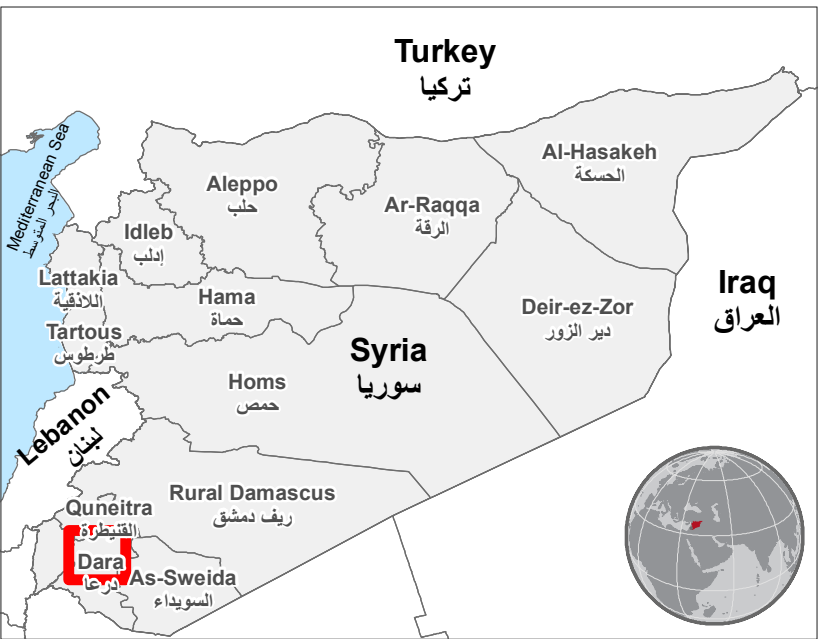 Turkey
تركيا
Mediterranean Sea
البحر المتوسط
Al-Hasakeh
الحسكة
Aleppo
حلب
Ar-Raqqa
الرقة
Idleb
إدلب
Lattakia
اللاذقية
Hama
حماة
Deir-ez-Zor
دير الزور
Iraq
العراق
Tartous
طرطوس
Syria
سوريا
Homs
حمص
Lebanon
لبنان
Rural Damascus
ريف دمشق
Quneitra
القنيطرة
Dara
درعا
As-Sweida
السويداء